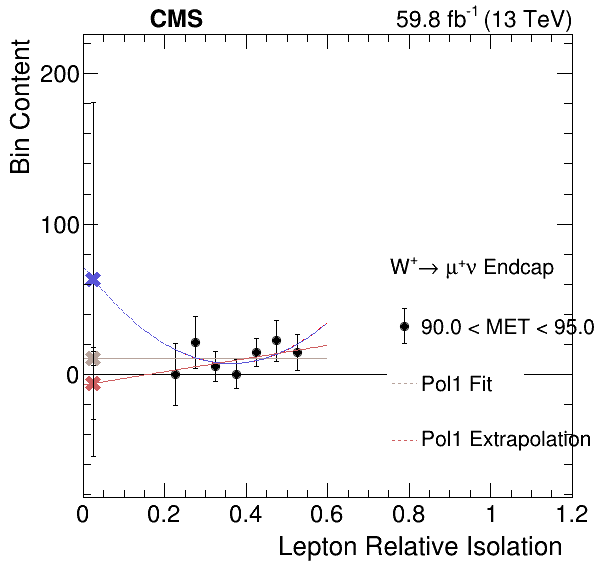 CMS 59.8 fb⁻¹ (13 TeV)
Bin Content
200
100
0
W⁺→ μ⁺ν Endcap
90.0 < MET < 95.0
Pol1 Fit
Pol1 Extrapolation
0 0.2 0.4 0.6 0.8 1 1.2
Lepton Relative Isolation